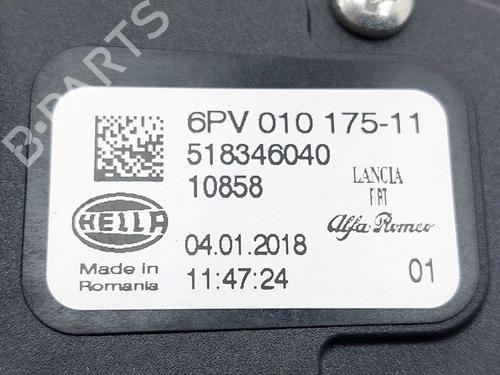 B-PARTS
6PV 010 175-11
518346040
10858
LANCIA
FIAT
Alfa Romeo
HELLA
04.01.2018
Made in
Romania
11:47:24
01